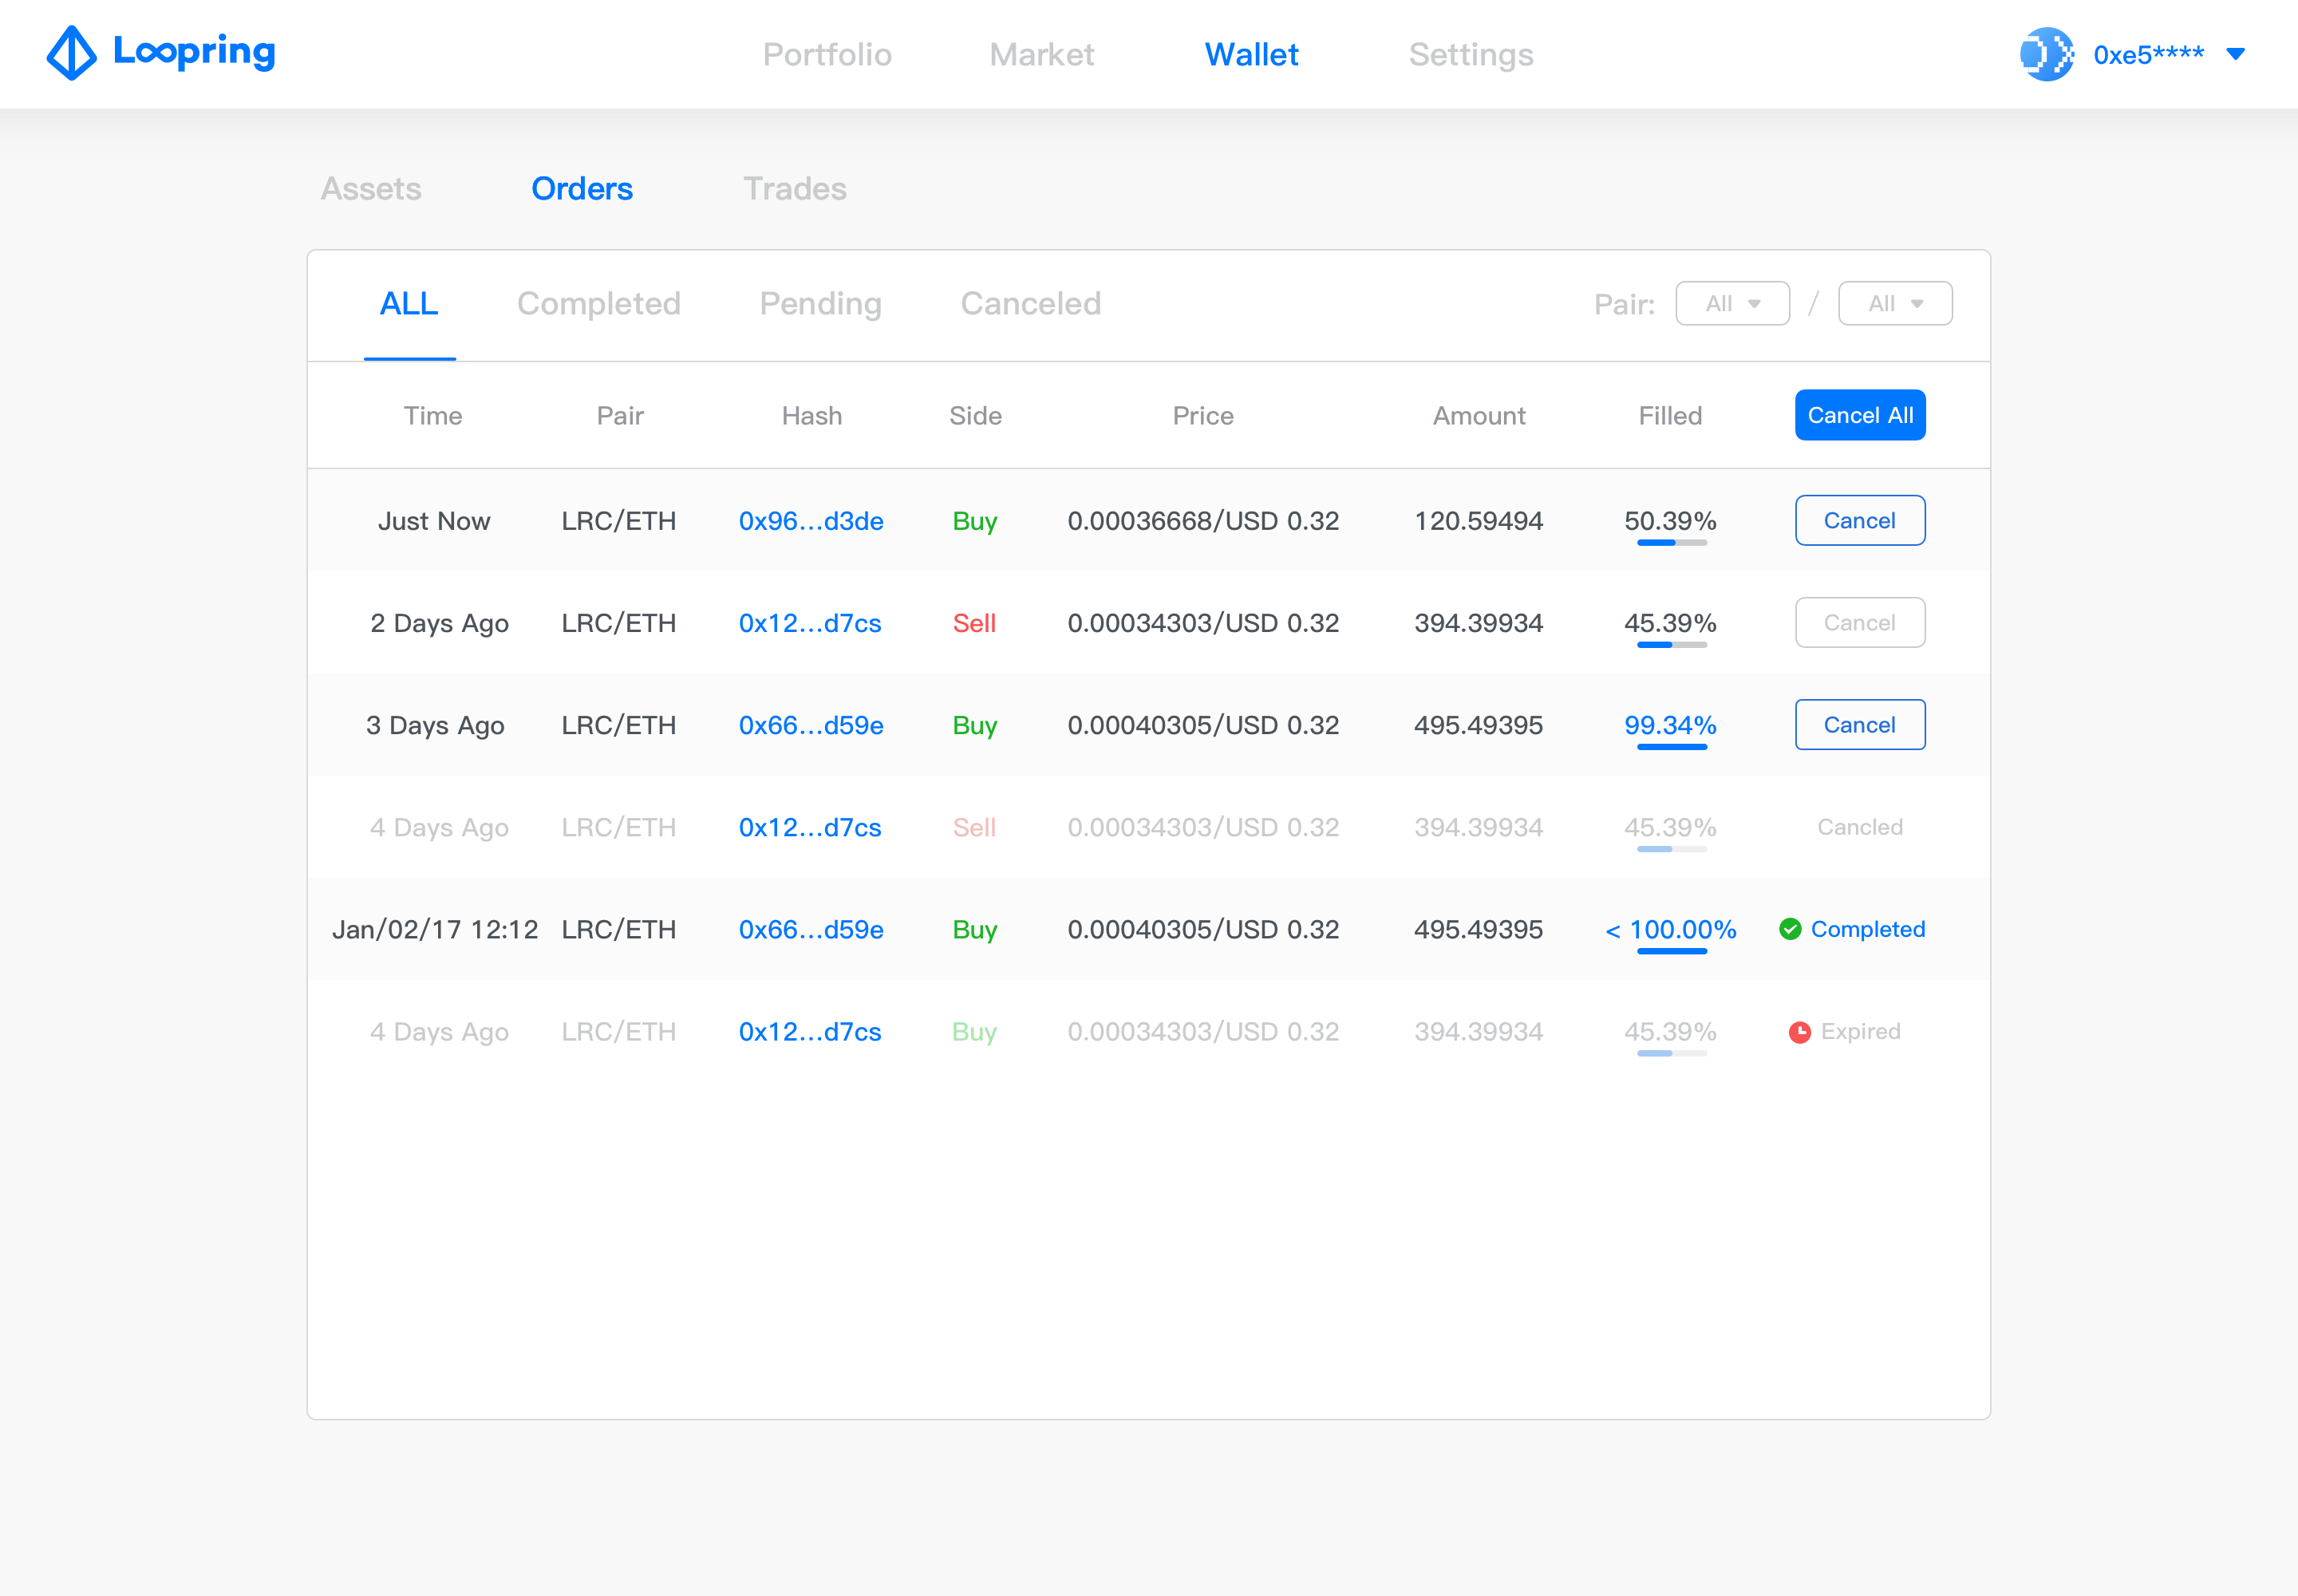 Loopring Portfolio Market Wallet Settings 0xe5****
Assets Orders Trades
ALL Completed Pending Canceled Pair: All / All
Time Pair Hash Side Price Amount Filled Cancel All
Just Now LRC/ETH 0x96...d3de Buy 0.00036668/USD 0.32 120.59494 50.39% Cancel
2 Days Ago LRC/ETH 0x12...d7cs Sell 0.00034303/USD 0.32 394.39934 45.39% Cancel
3 Days Ago LRC/ETH 0x66...d59e Buy 0.00040305/USD 0.32 495.49395 99.34% Cancel
4 Days Ago LRC/ETH 0x12...d7cs Sell 0.00034303/USD 0.32 394.39934 45.39% Cancled
Jan/02/17 12:12 LRC/ETH 0x66...d59e Buy 0.00040305/USD 0.32 495.49395 < 100.00% Completed
4 Days Ago LRC/ETH 0x12...d7cs Buy 0.00034303/USD 0.32 394.39934 45.39% Expired